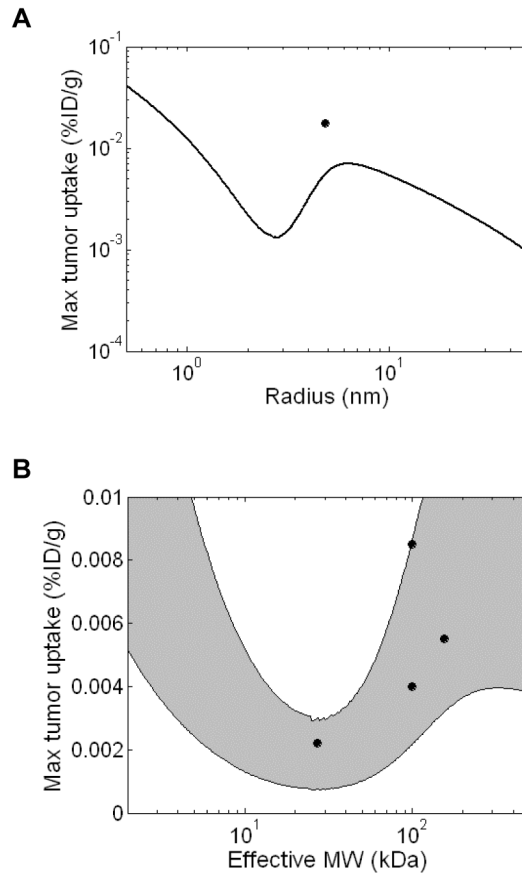 A
Max tumor uptake (%ID/g)
10^-1
10^-2
10^-3
10^-4
10^0
10^1
Radius (nm)
B
Max tumor uptake (%ID/g)
0.01
0.008
0.006
0.004
0.002
0
10^1
10^2
Effective MW (kDa)